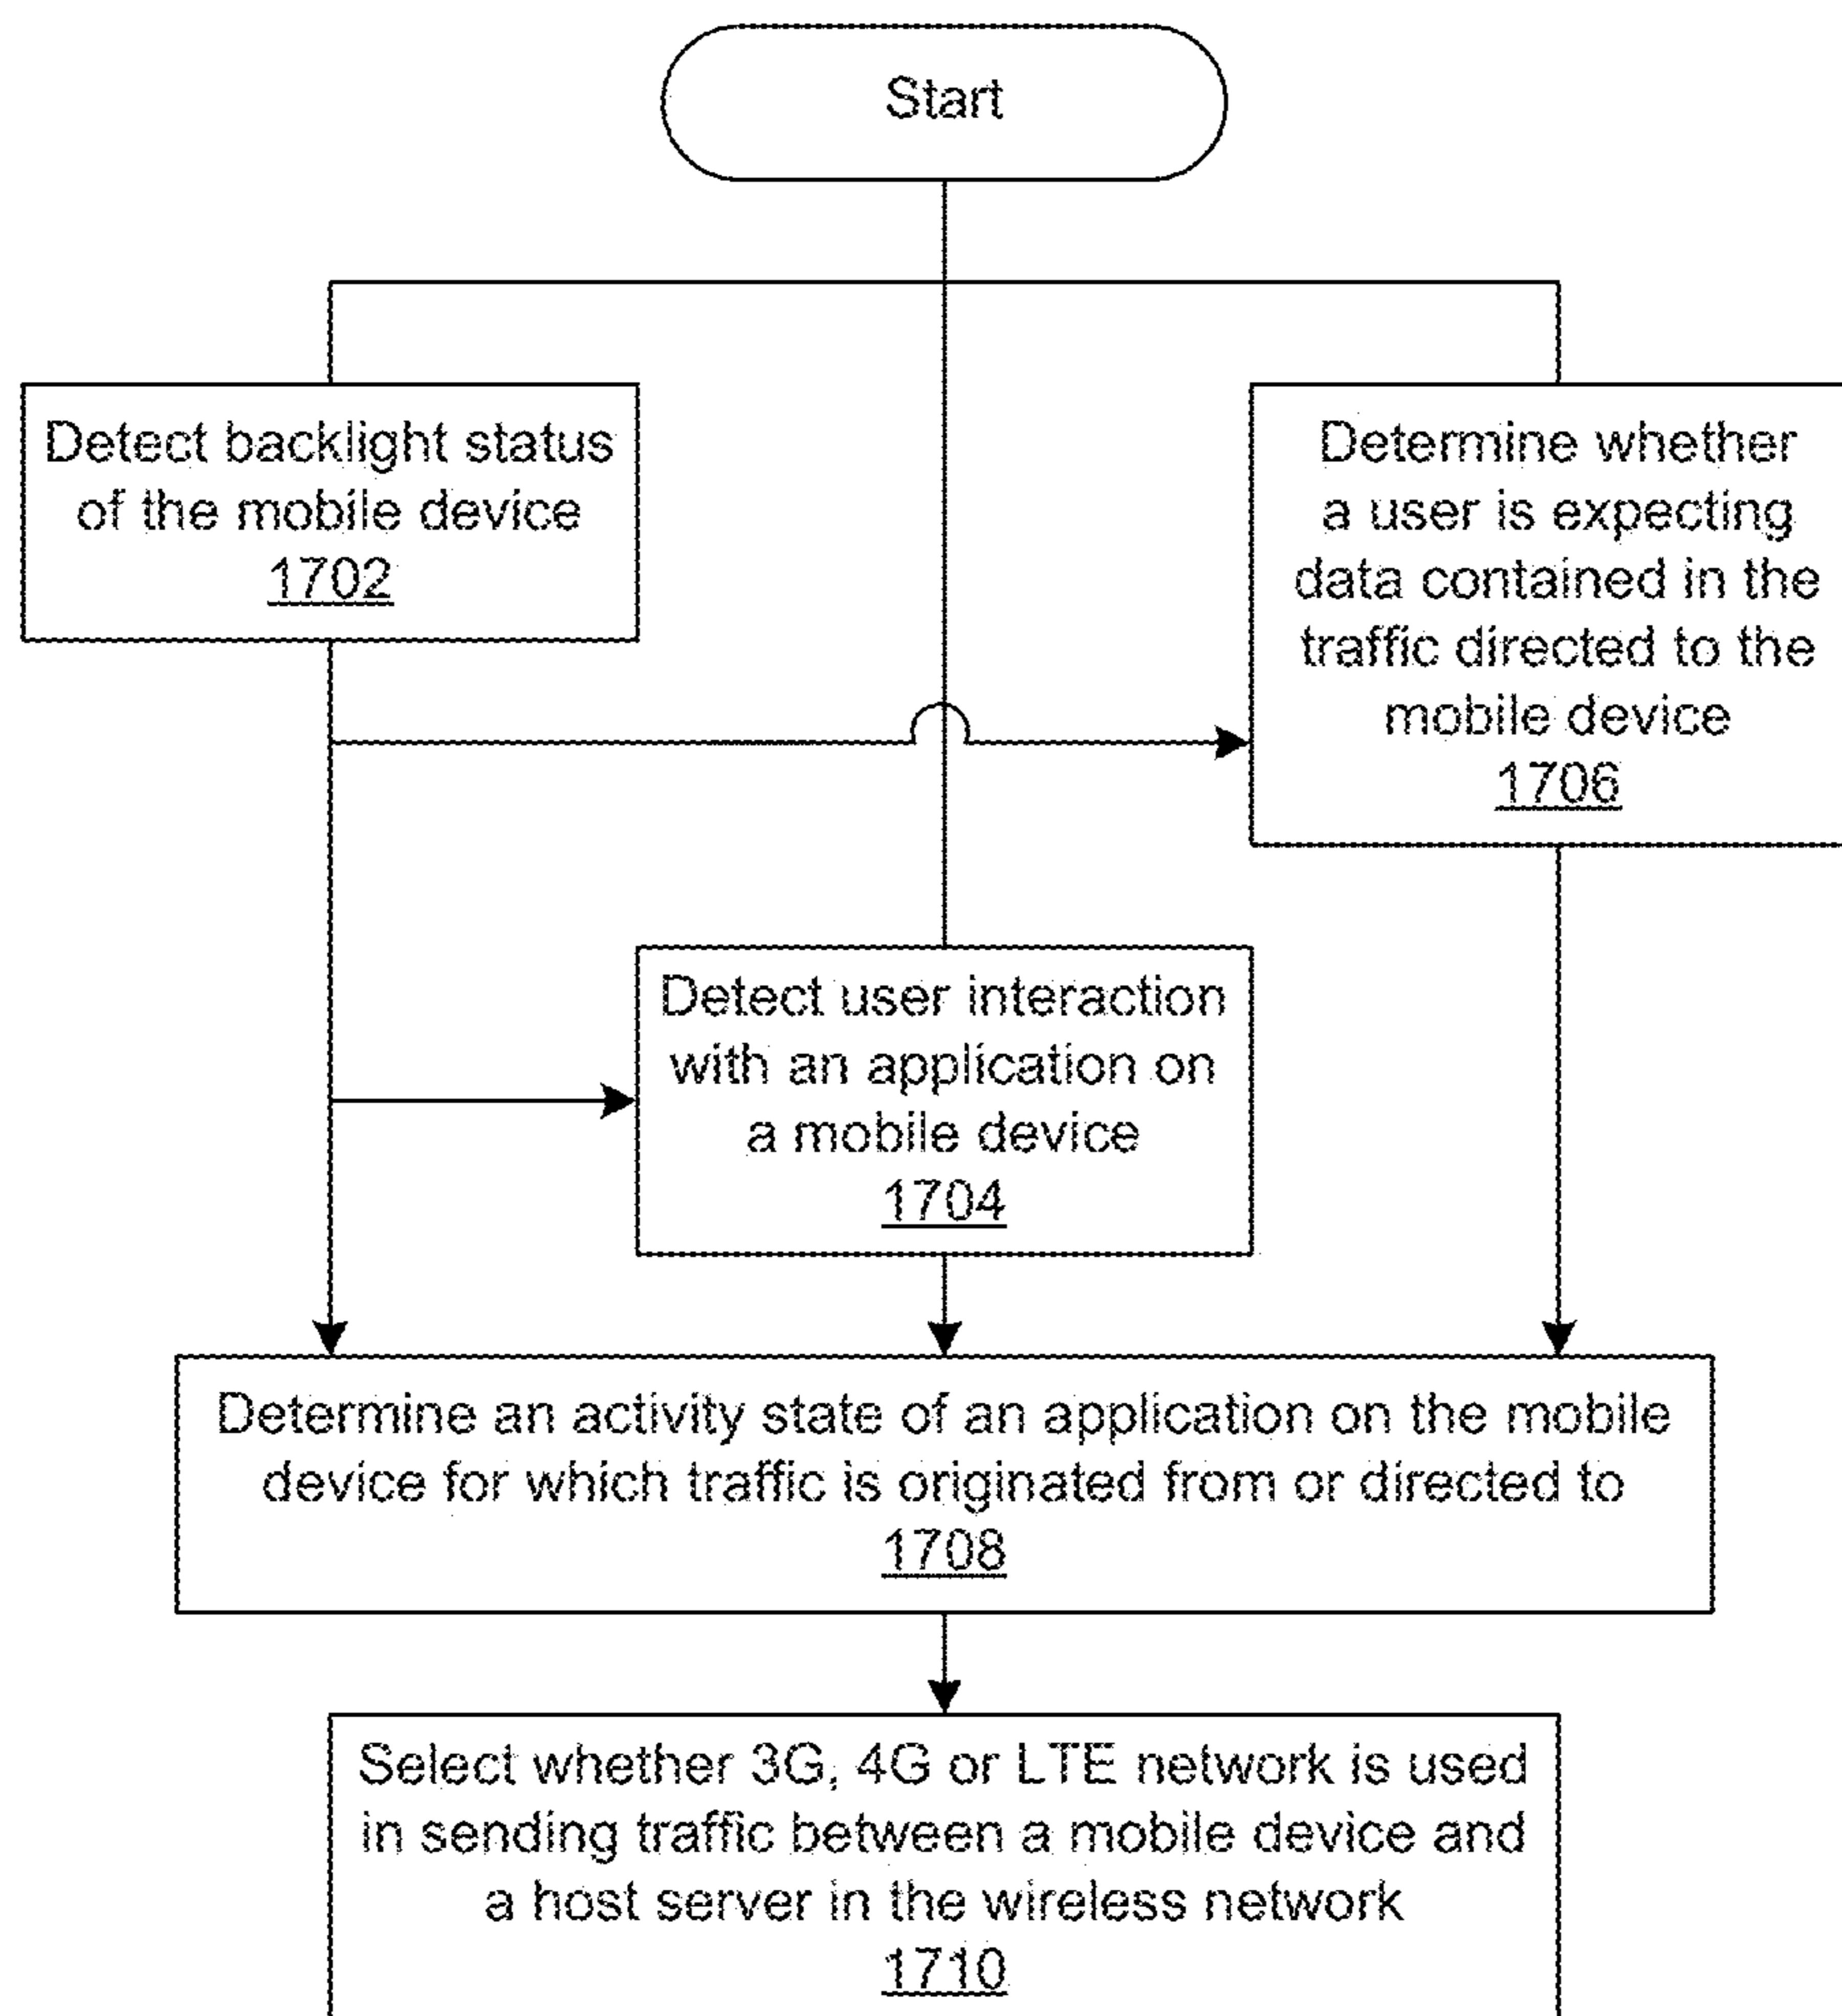 Start
Detect backlight status
of the mobile device
1702
Determine whether
a user is expecting
data contained in the
traffic directed to the
mobile device
1706
Detect user interaction
with an application on
a mobile device
1704
Determine an activity state of an application on the mobile
device for which traffic is originated from or directed to
1708
Select whether 3G, 4G or LTE network is used
in sending traffic between a mobile device and
a host server in the wireless network
1710